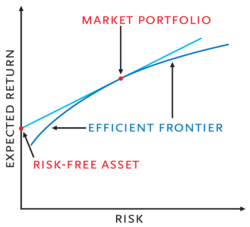 MARKET PORTFOLIO
EXPECTED RETURN
EFFICIENT FRONTIER
RISK-FREE ASSET
RISK